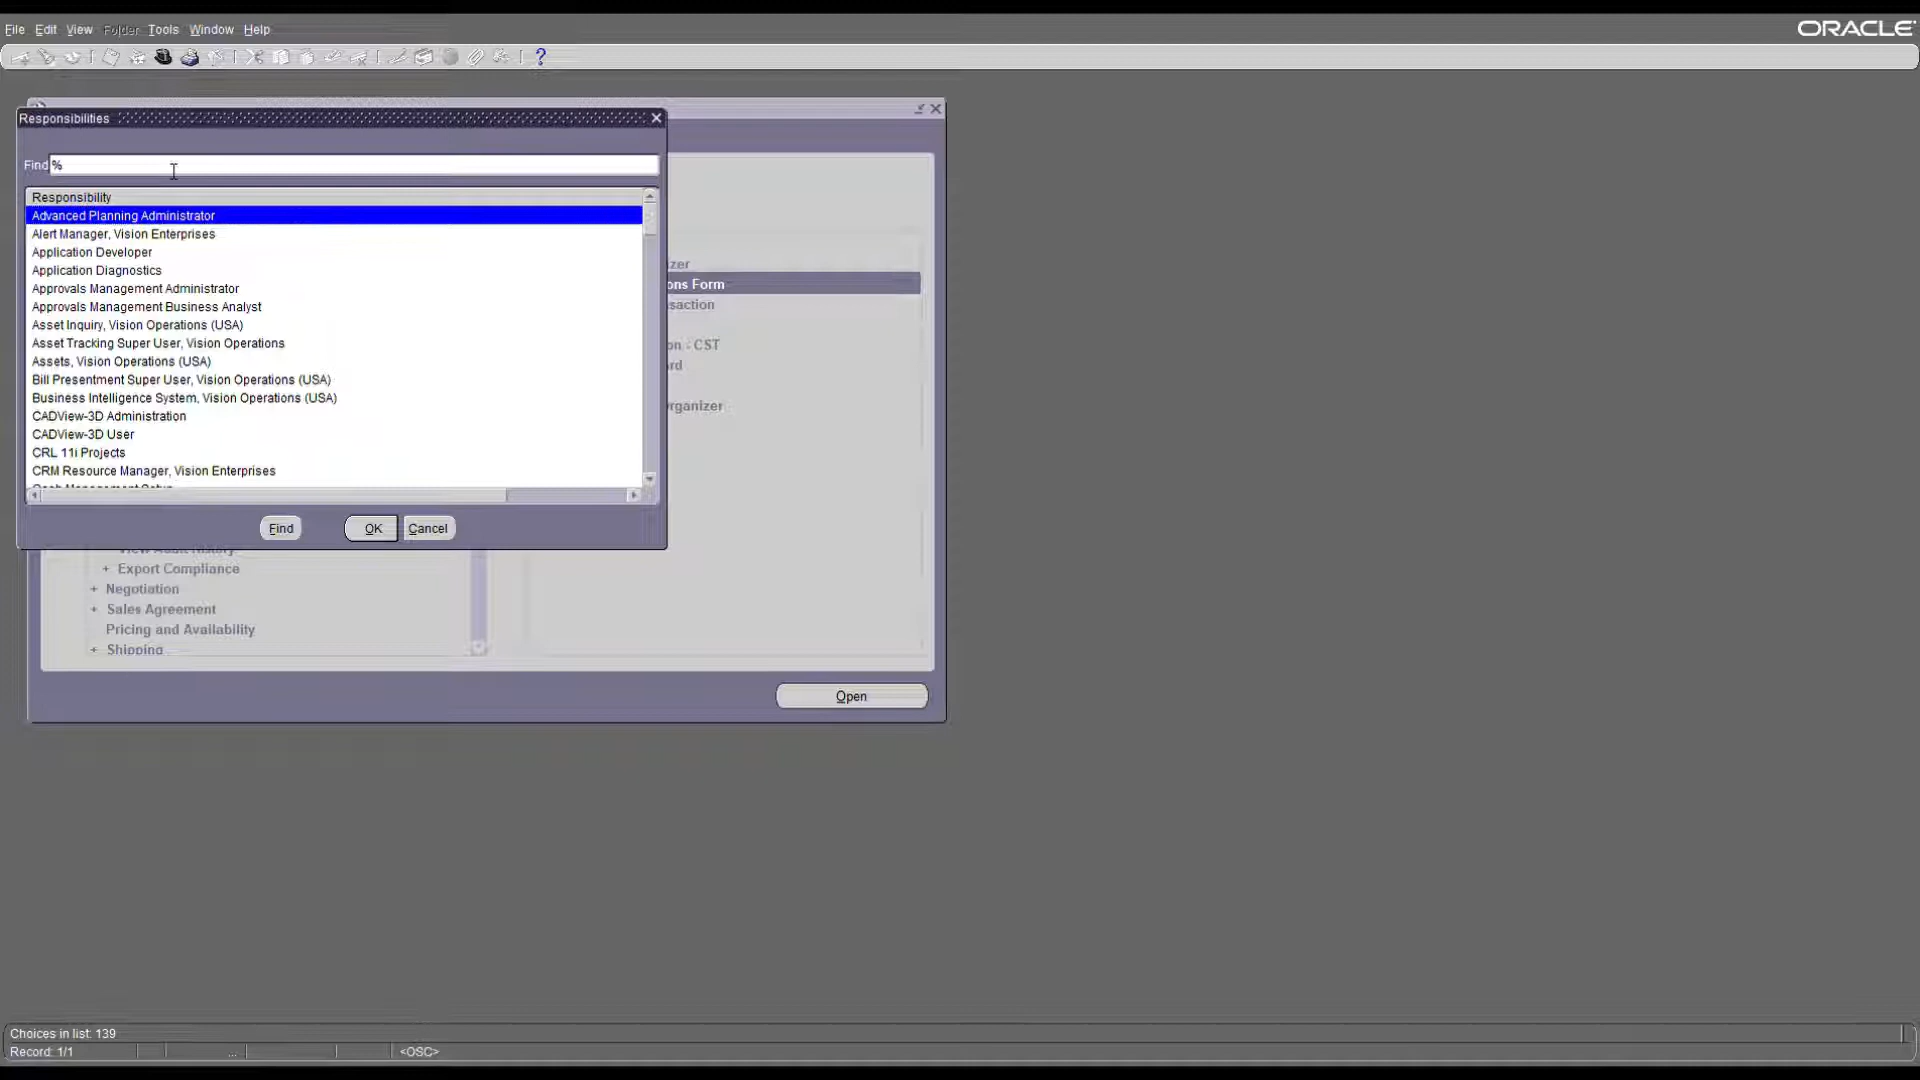 File Edit View Folder Tools Window Help
ORACLE
Responsibilities
Find %
Responsibility
Advanced Planning Administrator
Alert Manager, Vision Enterprises
Application Developer
Application Diagnostics
Approvals Management Administrator
Approvals Management Business Analyst
Asset Inquiry, Vision Operations (USA)
Asset Tracking Super User, Vision Operations
Assets, Vision Operations (USA)
Bill Presentment Super User, Vision Operations (USA)
Business Intelligence System, Vision Operations (USA)
CADView-3D Administration
CADView-3D User
CRL 11i Projects
CRM Resource Manager, Vision Enterprises
Find OK Cancel
zer
ons Form
saction
on : CST
rd
rganizer
View Audit History
+ Export Compliance
+ Negotiation
+ Sales Agreement
Pricing and Availability
+ Shipping
Open
Choices in list: 139
Record: 1/1 ... <OSC>